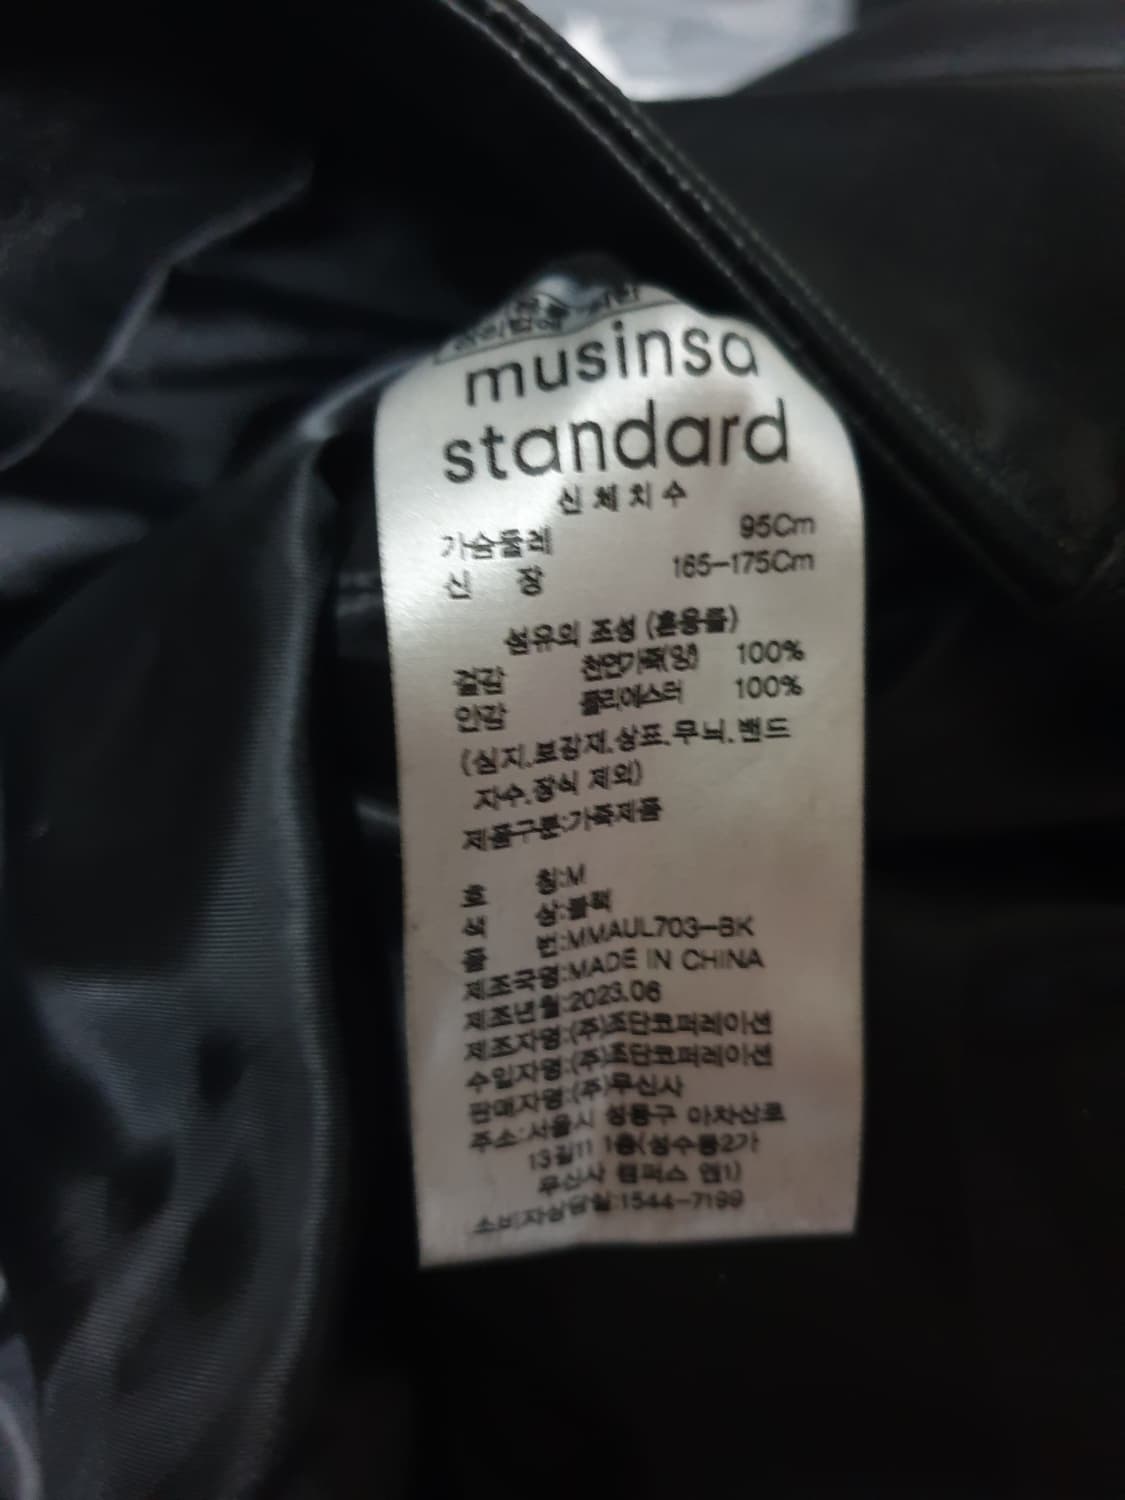 musinsa
standard
신체치수
가슴둘레 95Cm
신 장 165-175Cm
섬유의 조성 (혼용률)
겉감 천연가죽(양) 100%
안감 폴리에스터 100%
(심지.보강재.상표.무늬.밴드
자수.장식 제외)
제품구분:가죽제품
호 칭:M
색 상:블랙
품 번:MMAUL703-BK
제조국명:MADE IN CHINA
제조년월:2023.06
제조자명:(주)조단코퍼레이션
수입자명:(주)조단코퍼레이션
판매자명:(주)무신사
주소:서울시 성동구 아차산로
13길11 1층(성수동2가
무신사 캠퍼스 엔1)
소비자상담실:1544-7199